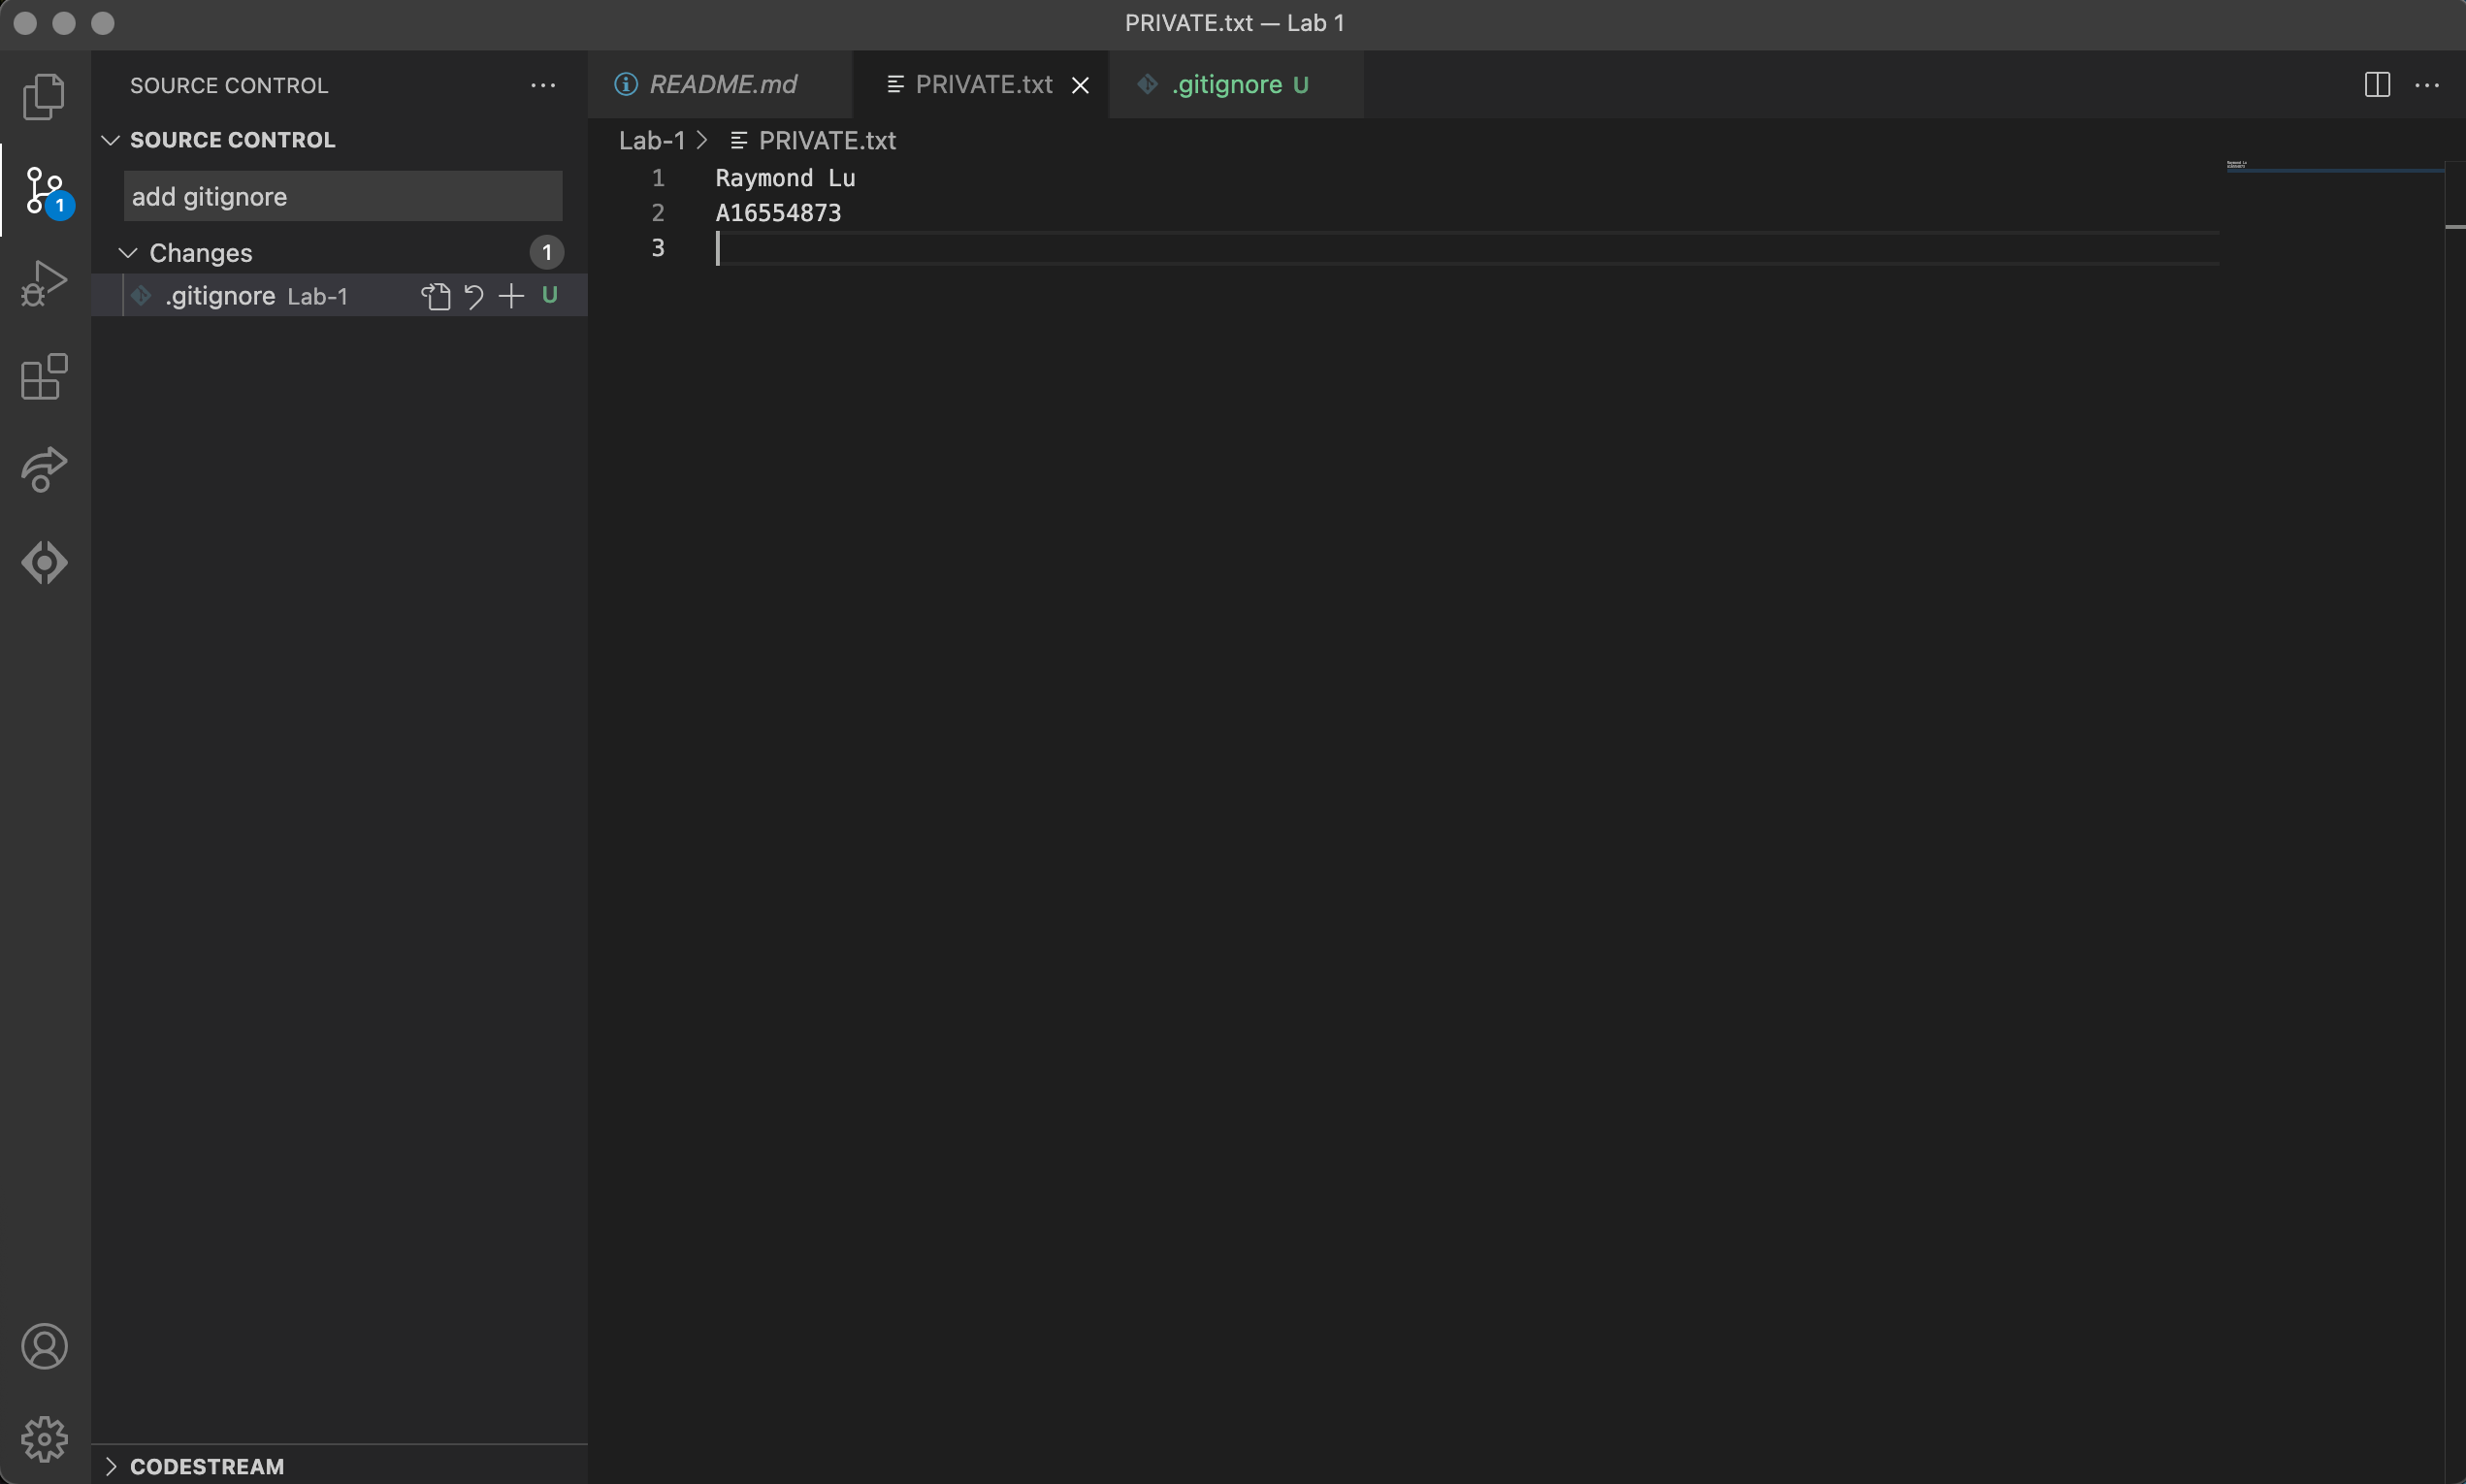 PRIVATE.txt — Lab 1
SOURCE CONTROL
README.md
PRIVATE.txt
.gitignore U
SOURCE CONTROL
Lab-1 > PRIVATE.txt
add gitignore
1 Raymond Lu
2 A16554873
3
1
Changes 1
.gitignore Lab-1 U
CODESTREAM